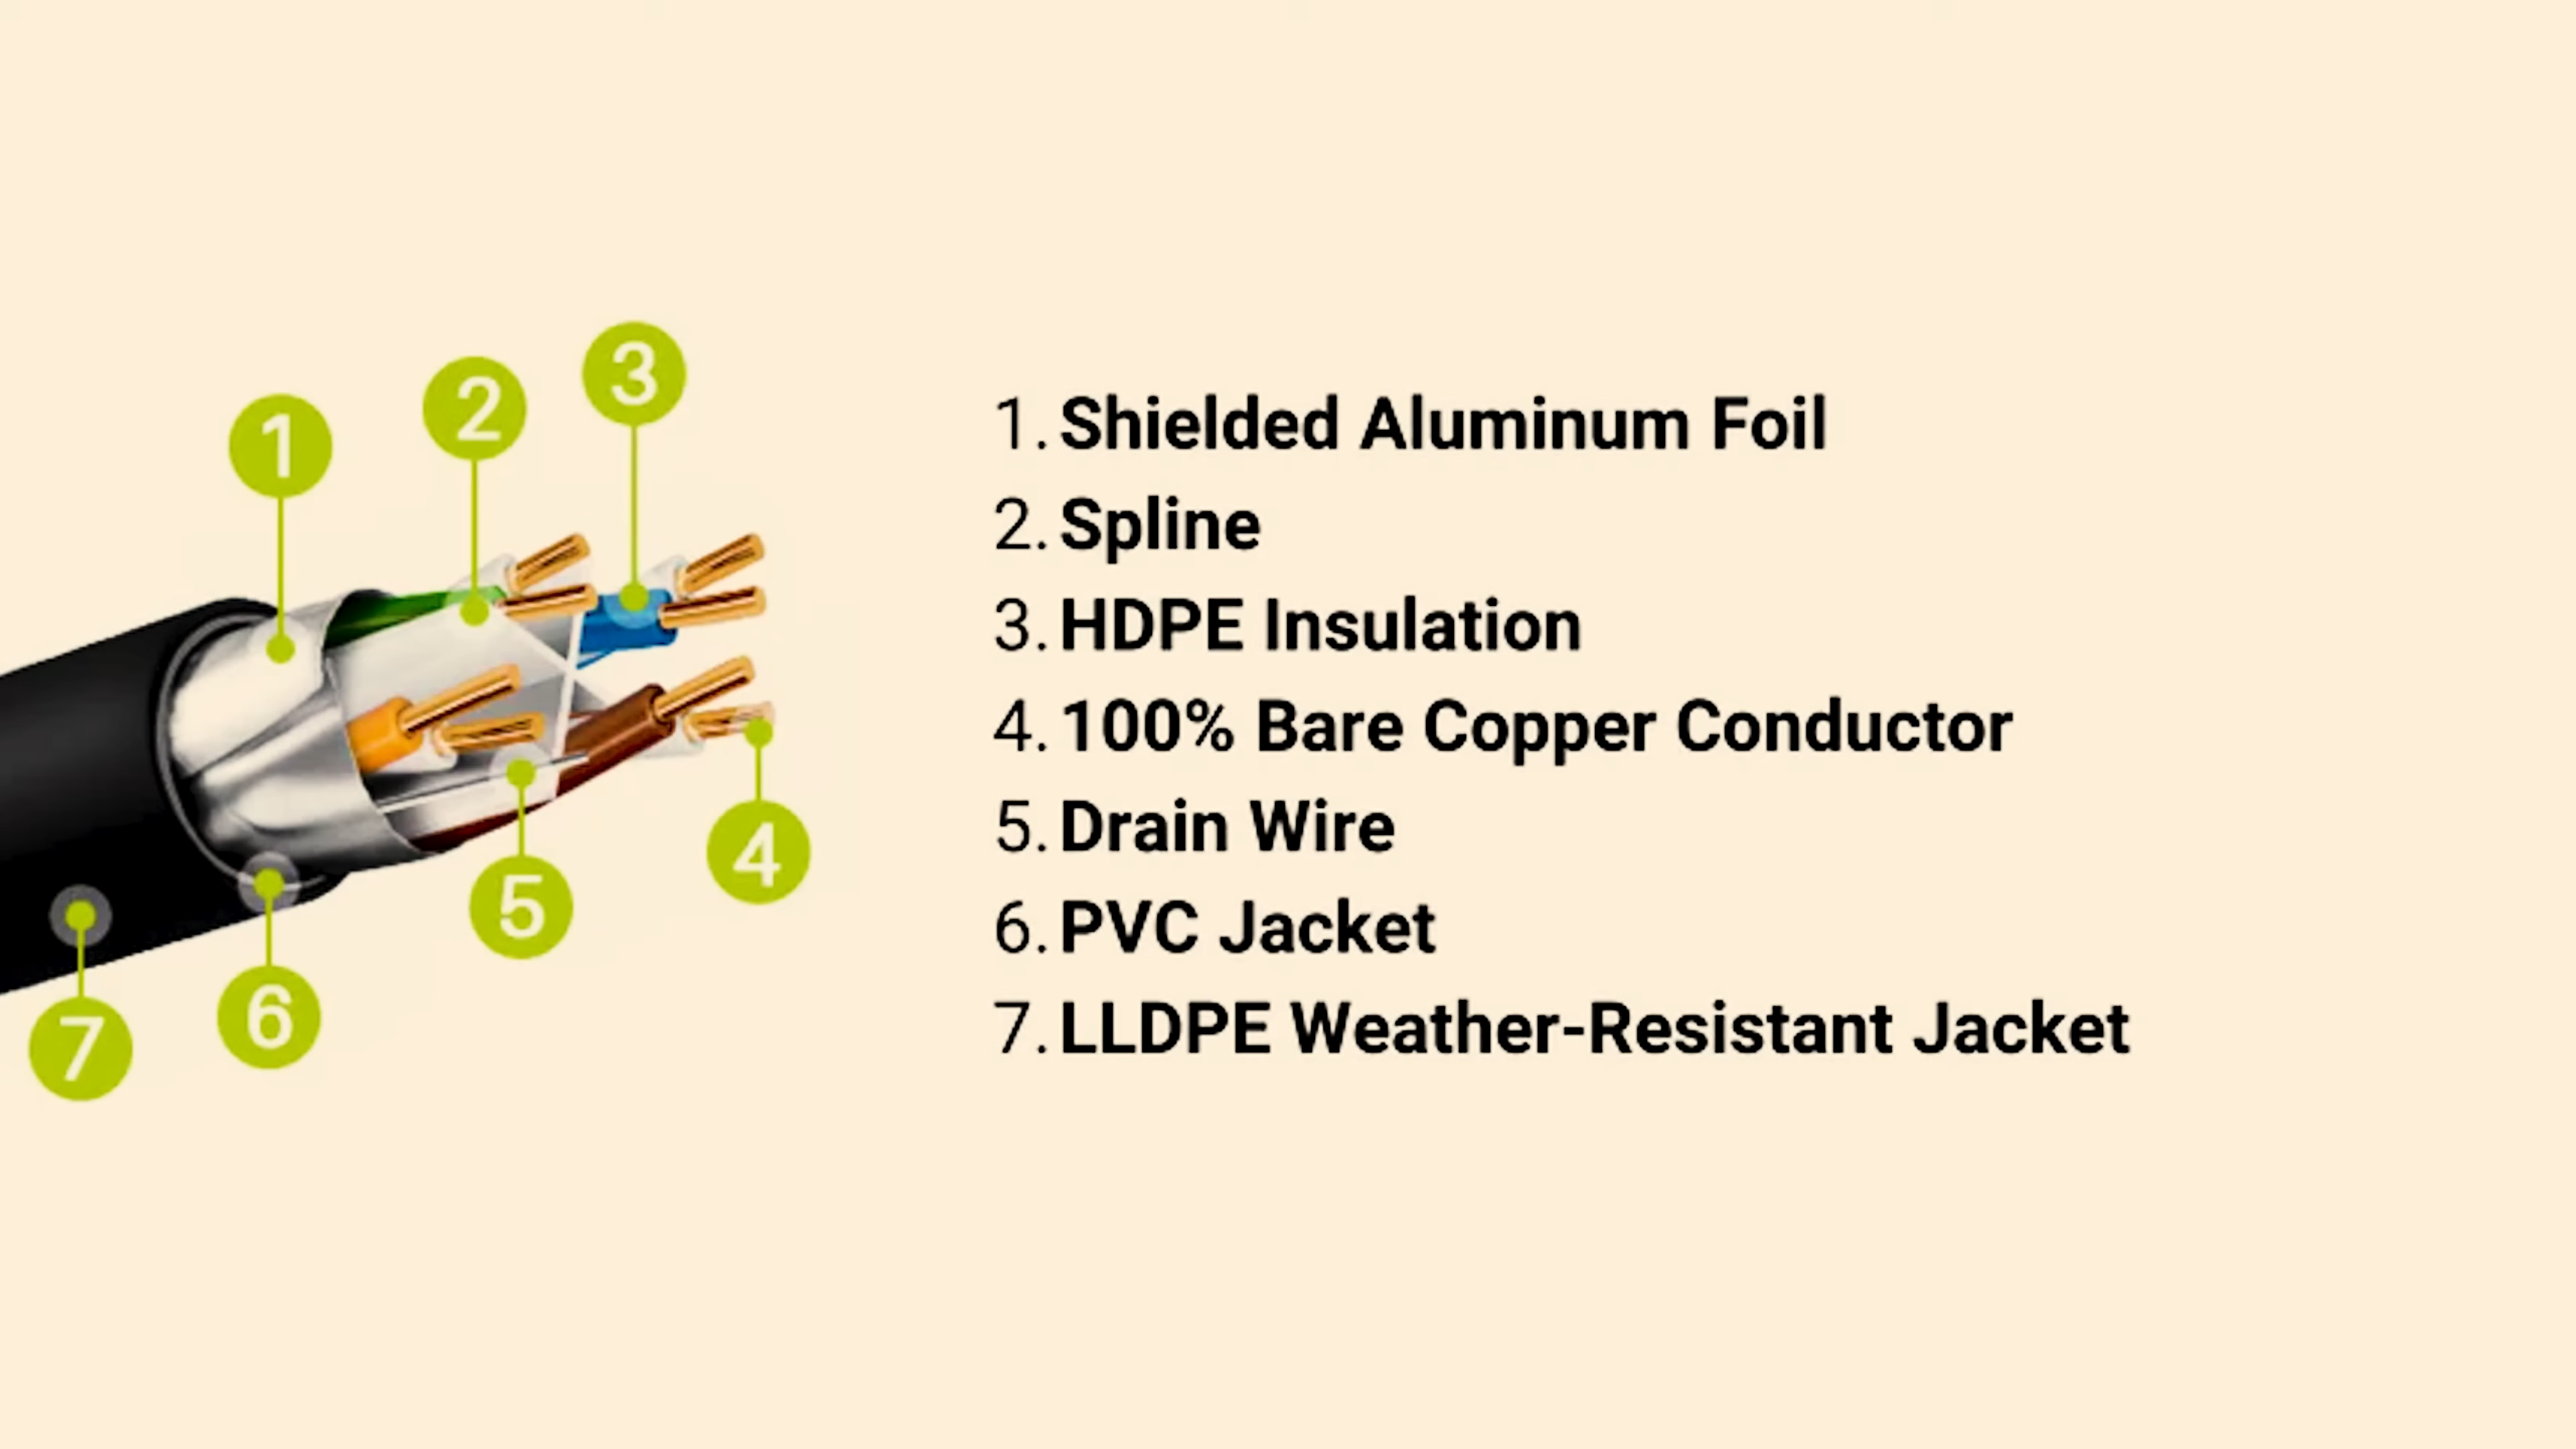 1
2
3
4
5
6
7
1. Shielded Aluminum Foil
2. Spline
3. HDPE Insulation
4. 100% Bare Copper Conductor
5. Drain Wire
6. PVC Jacket
7. LLDPE Weather-Resistant Jacket